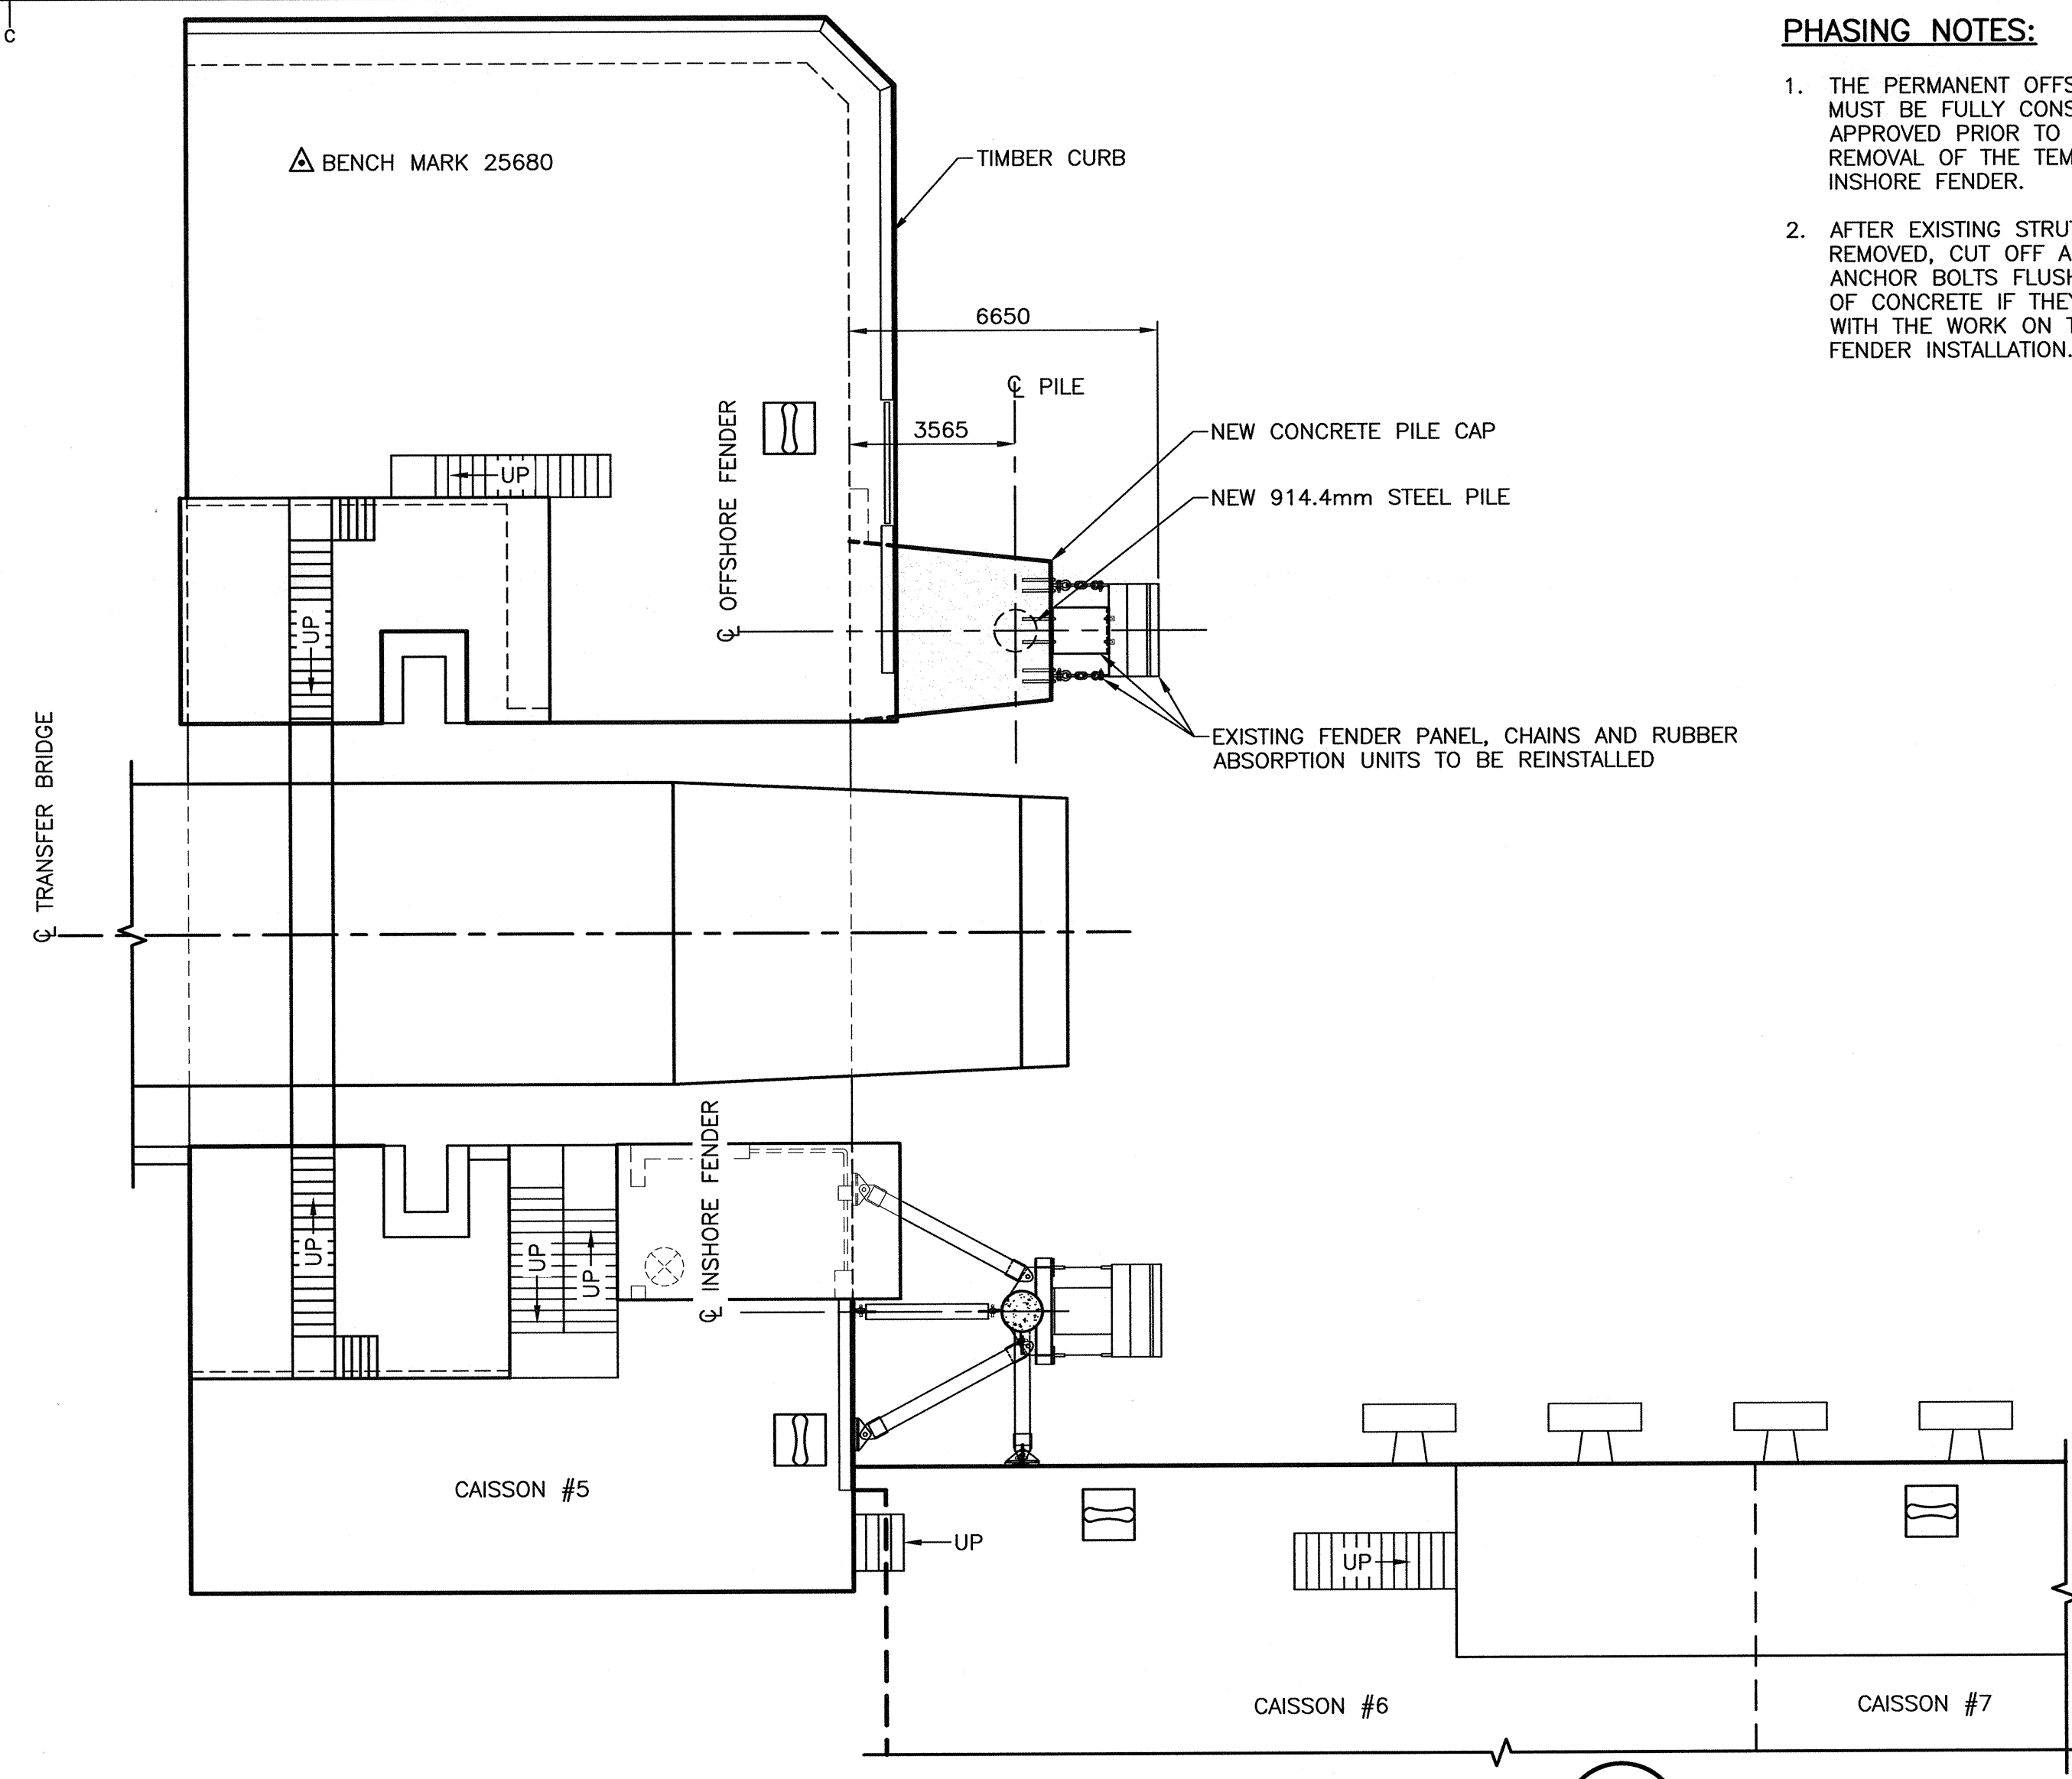 C
PHASING NOTES:
1. THE PERMANENT OFFS
MUST BE FULLY CONS
APPROVED PRIOR TO
REMOVAL OF THE TEM
INSHORE FENDER.
2. AFTER EXISTING STRUT
REMOVED, CUT OFF A
ANCHOR BOLTS FLUSH
OF CONCRETE IF THEY
WITH THE WORK ON T
FENDER INSTALLATION.
BENCH MARK 25680
TIMBER CURB
6650
℄ PILE
3565
NEW CONCRETE PILE CAP
NEW 914.4mm STEEL PILE
℄ OFFSHORE FENDER
UP
UP
EXISTING FENDER PANEL, CHAINS AND RUBBER
ABSORPTION UNITS TO BE REINSTALLED
℄ TRANSFER BRIDGE
℄ INSHORE FENDER
UP
UP
UP
CAISSON #5
UP
UP
CAISSON #6
CAISSON #7